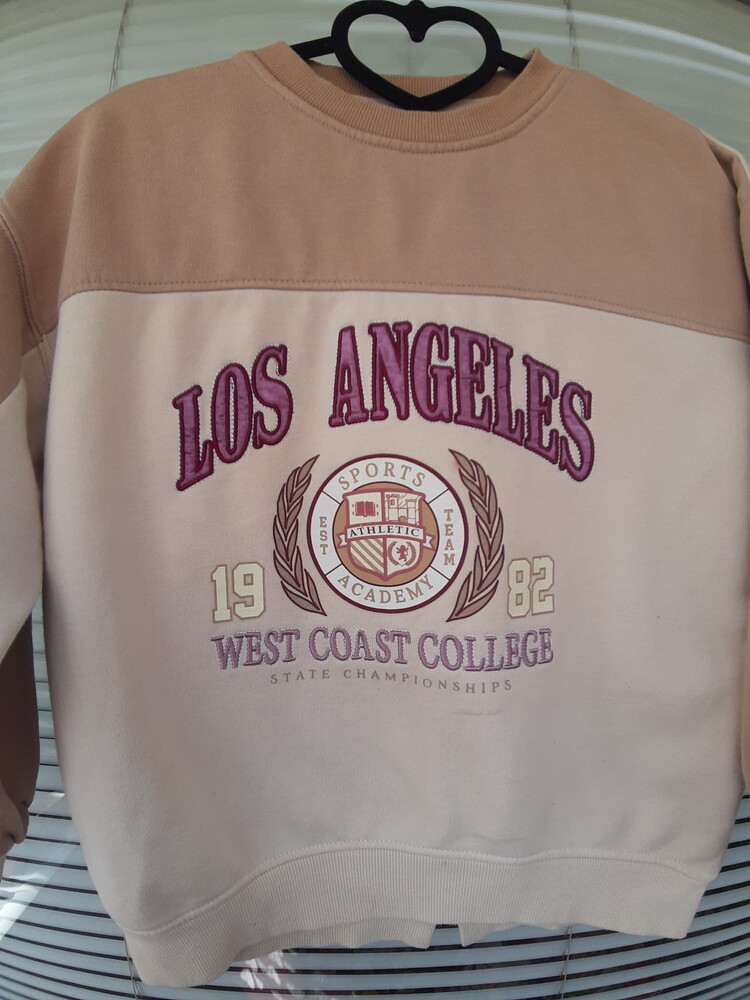 LOS ANGELES
SPORTS
EST
ATHLETIC
TEAM
ACADEMY
19 82
WEST COAST COLLEGE
STATE CHAMPIONSHIPS